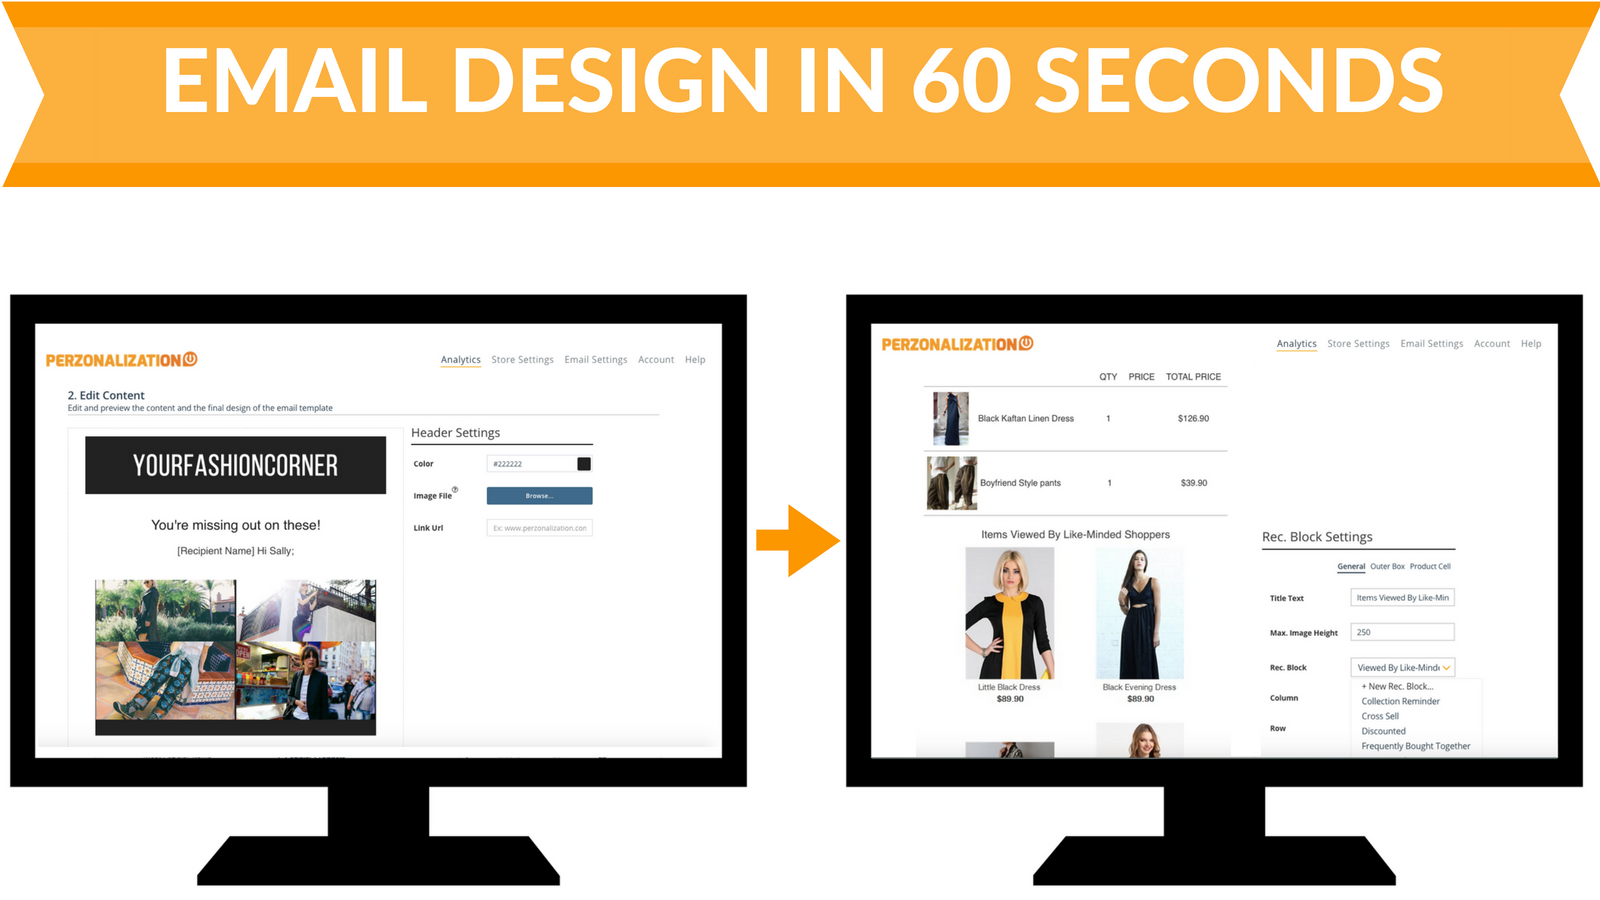 EMAIL DESIGN IN 60 SECONDS
PERZONALIZATION
Analytics Store Settings Email Settings Account Help
2. Edit Content
Edit and preview the content and the final design of the email template
YOURFASHIONCORNER
You're missing out on these!
[Recipient Name] Hi Sally;
OPEN
Header Settings
Color #222222
Image File ? Browse...
Link Url Ex: www.perzonalization.con
PERZONALIZATION
Analytics Store Settings Email Settings Account Help
QTY PRICE TOTAL PRICE
Black Kaftan Linen Dress 1 $126.90
Boyfriend Style pants 1 $39.90
Items Viewed By Like-Minded Shoppers
Little Black Dress Black Evening Dress
$89.90 $89.90
Rec. Block Settings
General Outer Box Product Cell
Title Text Items Viewed By Like-Min
Max. Image Height 250
Rec. Block Viewed By Like-Minde
Column
Row
+ New Rec. Block...
Collection Reminder
Cross Sell
Discounted
Frequently Bought Together